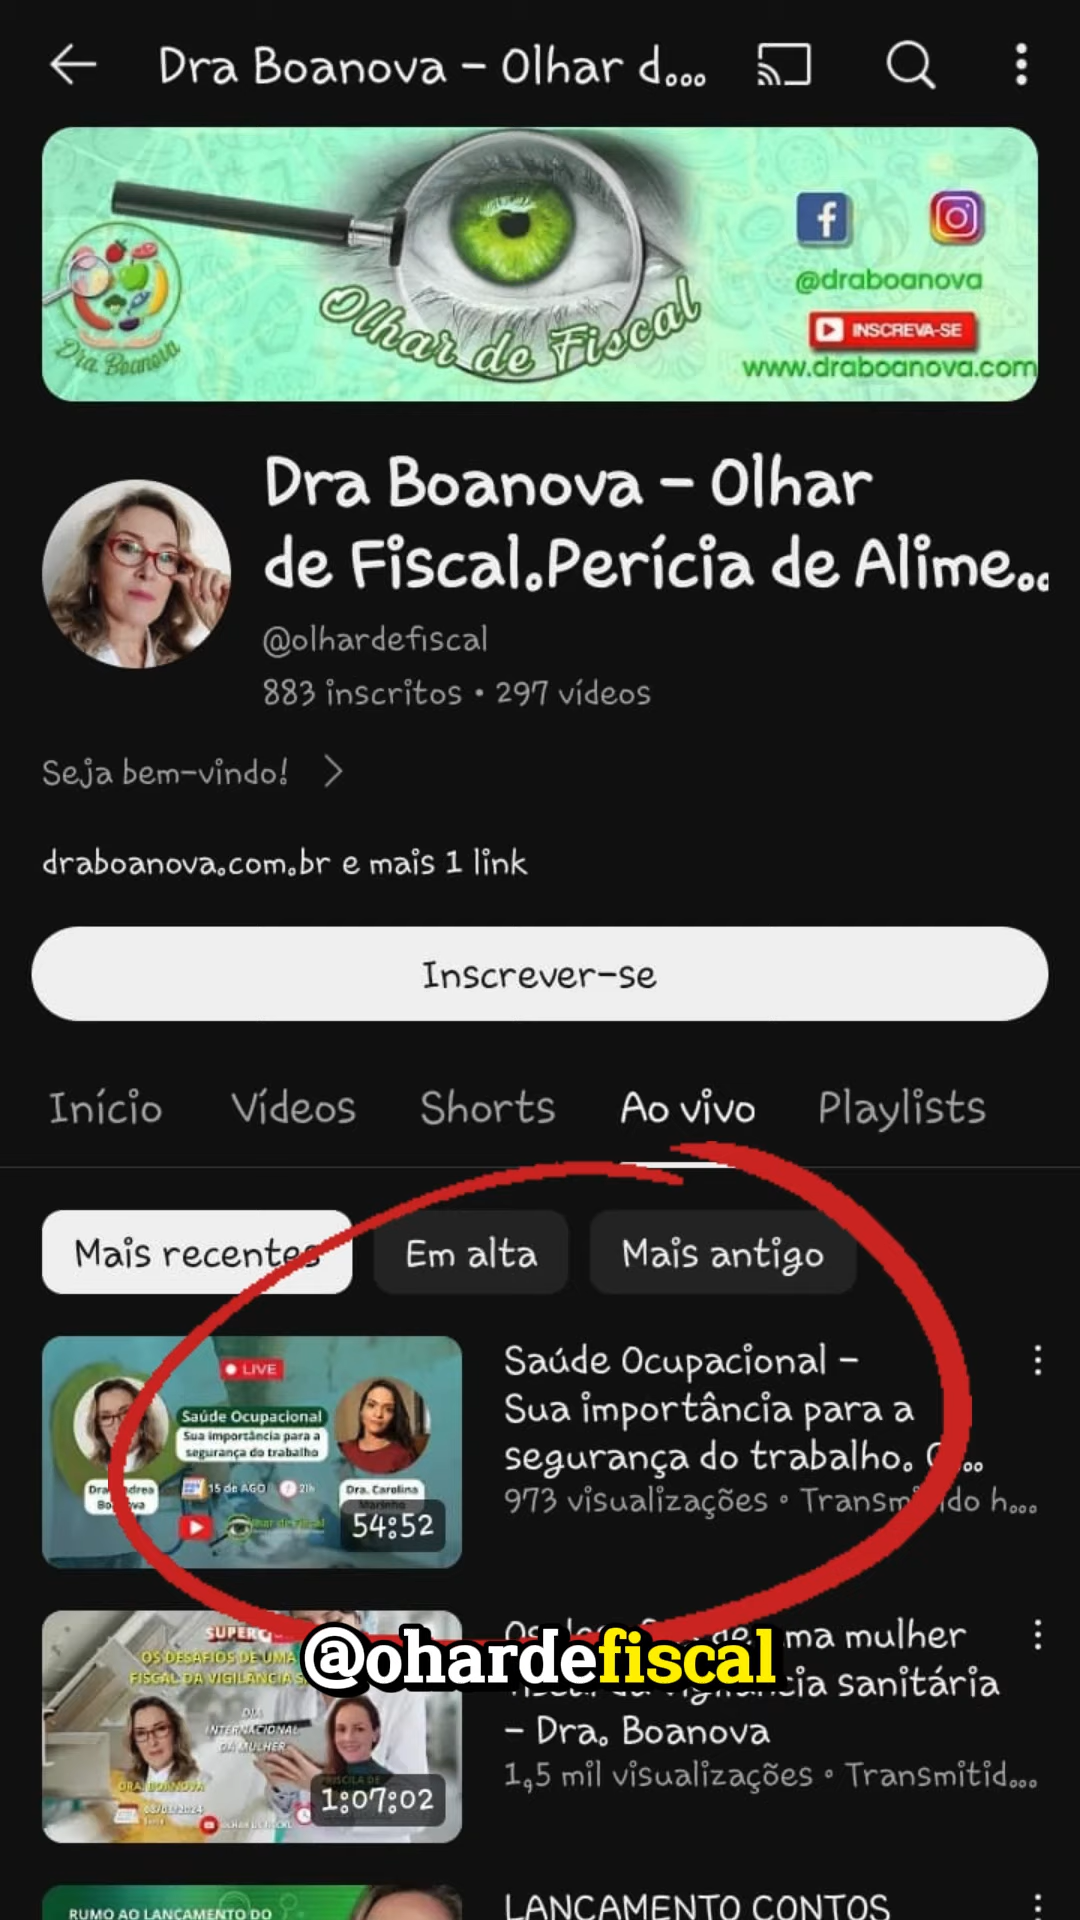 Dra Boanova - Olhar d...
Olhar de Fiscal
Dra Boanova
@draboanova
INSCREVA-SE
www.draboanova.com
Dra Boanova - Olhar
de Fiscal.Perícia de Alime...
@olhardefiscal
883 inscritos • 297 vídeos
Seja bem-vindo!
draboanova.com.br e mais 1 link
Inscrever-se
Início Vídeos Shorts Ao vivo Playlists
Mais recentes Em alta Mais antigo
LIVE
Saúde Ocupacional
Sua importância para a
segurança do trabalho
15 de AGO 21h
Dra. Carolina
54:52
Saúde Ocupacional -
Sua importância para a
segurança do trabalho.
973 visualizações • Transmitido h...
@ohardefiscal
OS DESAFIOS DE UMA
FISCAL DA VIGILÂNCIA
DIA
INTERNACIONAL
DA MULHER
DRA. BOANOVA
1:07:02
uma mulher
sanitária
- Dra. Boanova
1,5 mil visualizações • Transmitid...
RUMO AO LANÇAMENTO DO
LANÇAMENTO CONTOS